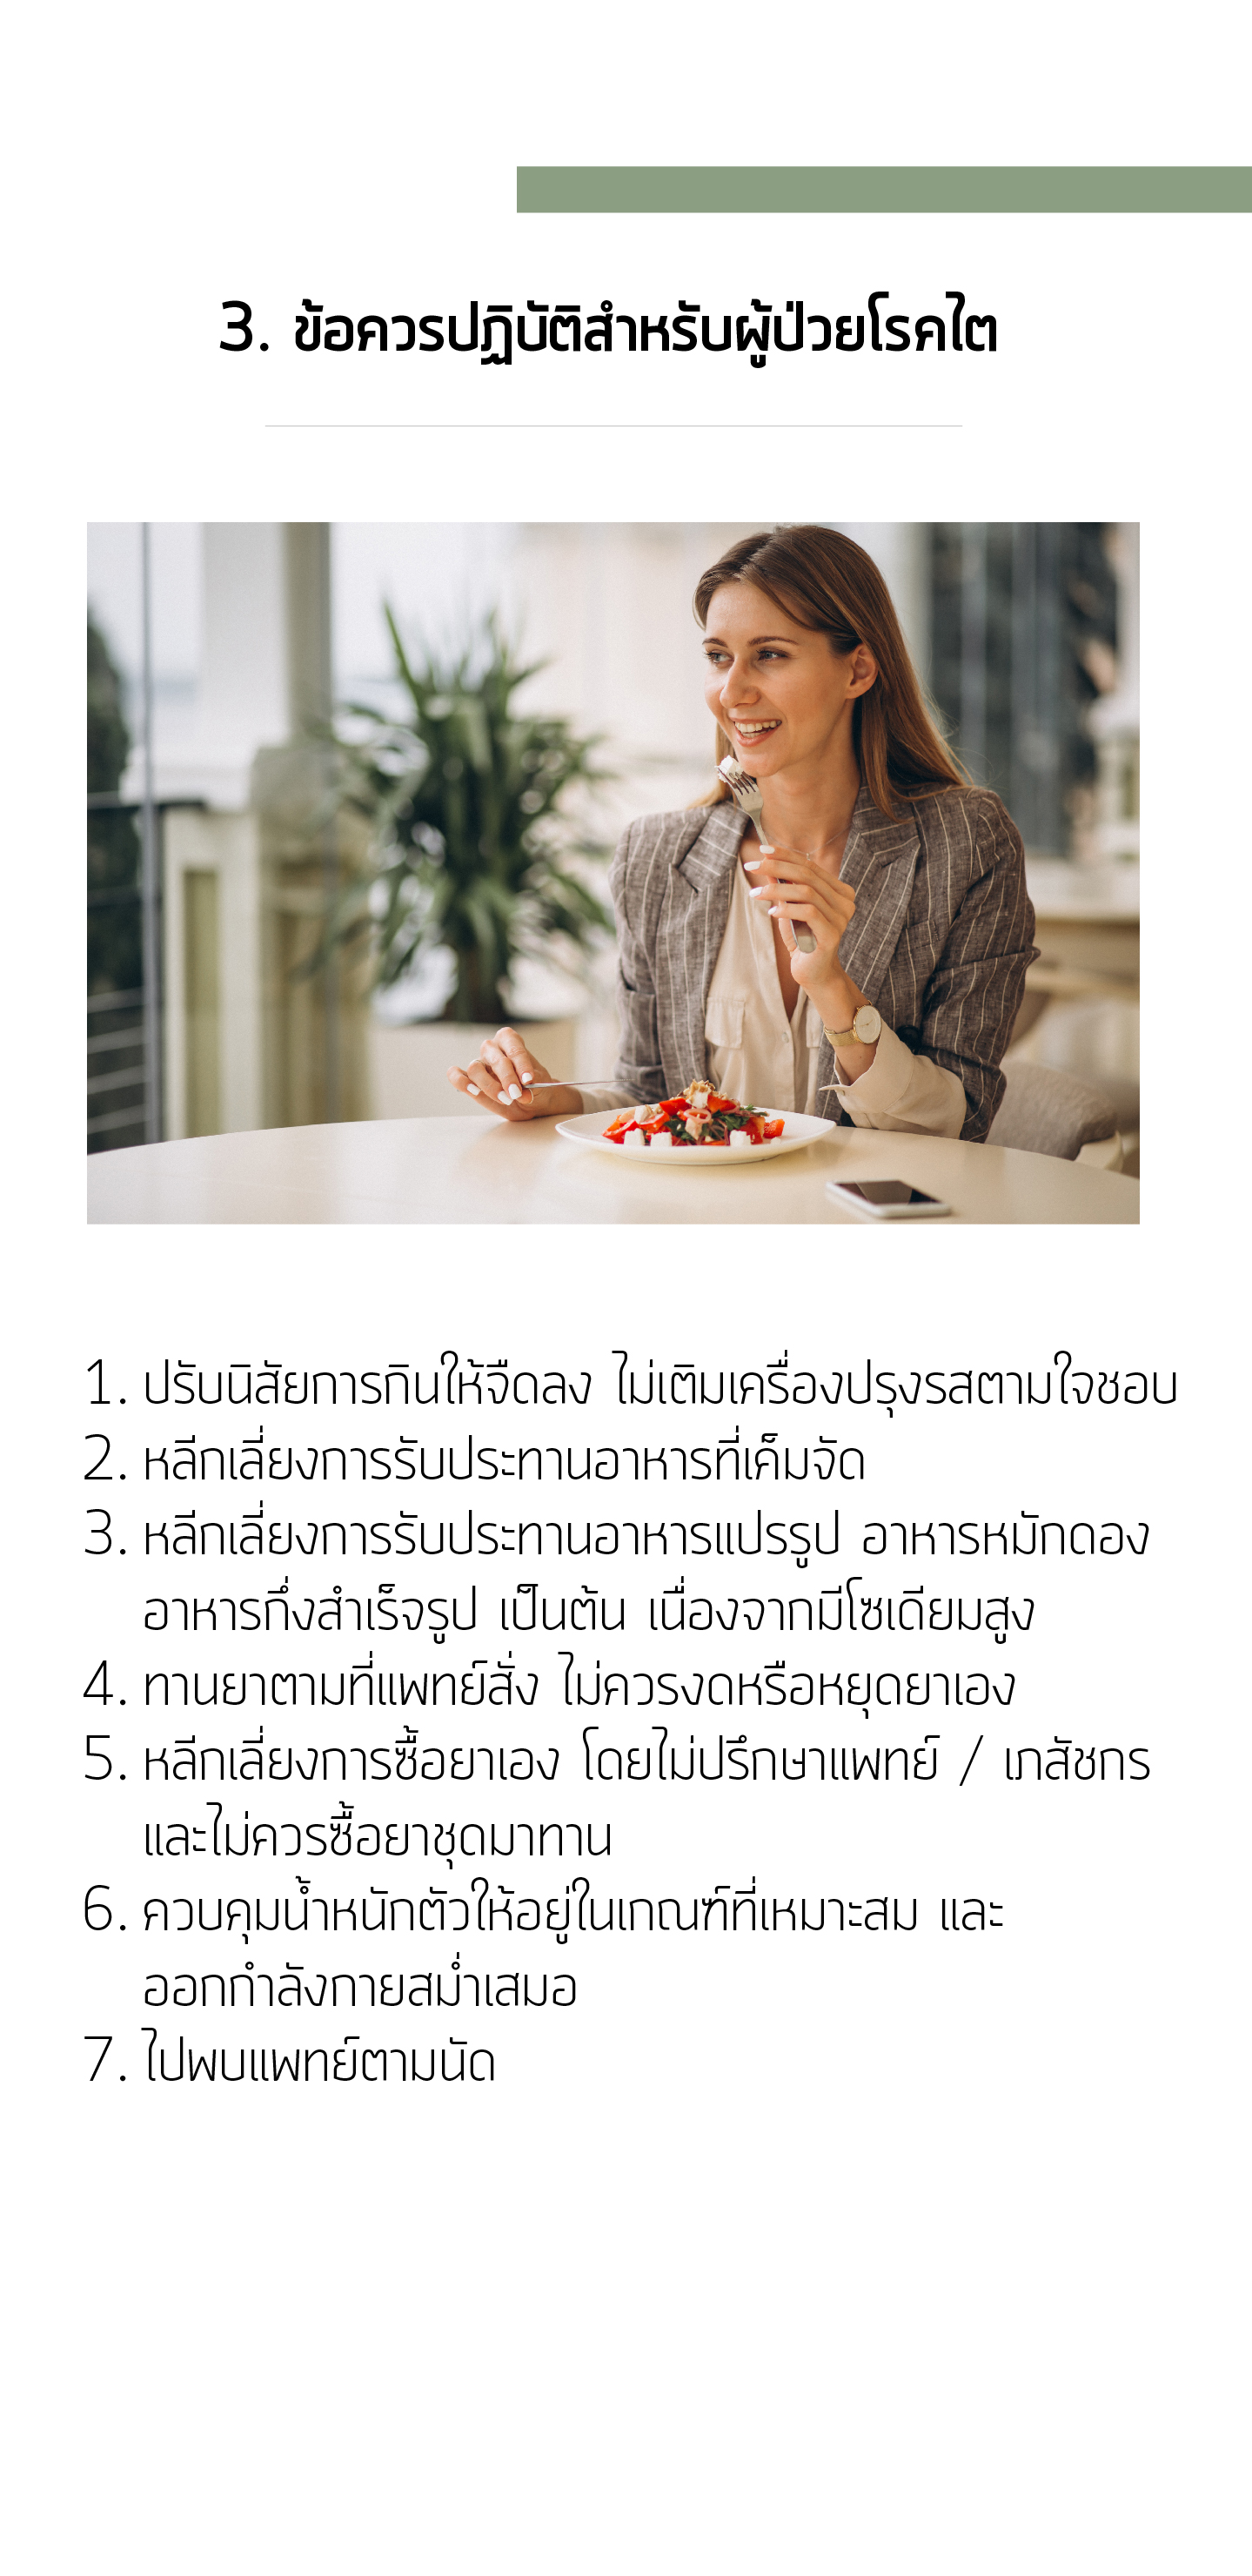 3. ข้อควรปฏิบัติสำหรับผู้ป่วยโรคไต
1. ปรับนิสัยการกินให้จืดลง ไม่เติมเครื่องปรุงรสตามใจชอบ
2. หลีกเลี่ยงการรับประทานอาหารที่เค็มจัด
3. หลีกเลี่ยงการรับประทานอาหารแปรรูป อาหารหมักดอง
อาหารกึ่งสำเร็จรูป เป็นต้น เนื่องจากมีโซเดียมสูง
4. ทานยาตามที่แพทย์สั่ง ไม่ควรงดหรือหยุดยาเอง
5. หลีกเลี่ยงการซื้อยาเอง โดยไม่ปรึกษาแพทย์ / เภสัชกร
และไม่ควรซื้อยาชุดมาทาน
6. ควบคุมน้ำหนักตัวให้อยู่ในเกณฑ์ที่เหมาะสม และ
ออกกำลังกายสม่ำเสมอ
7. ไปพบแพทย์ตามนัด